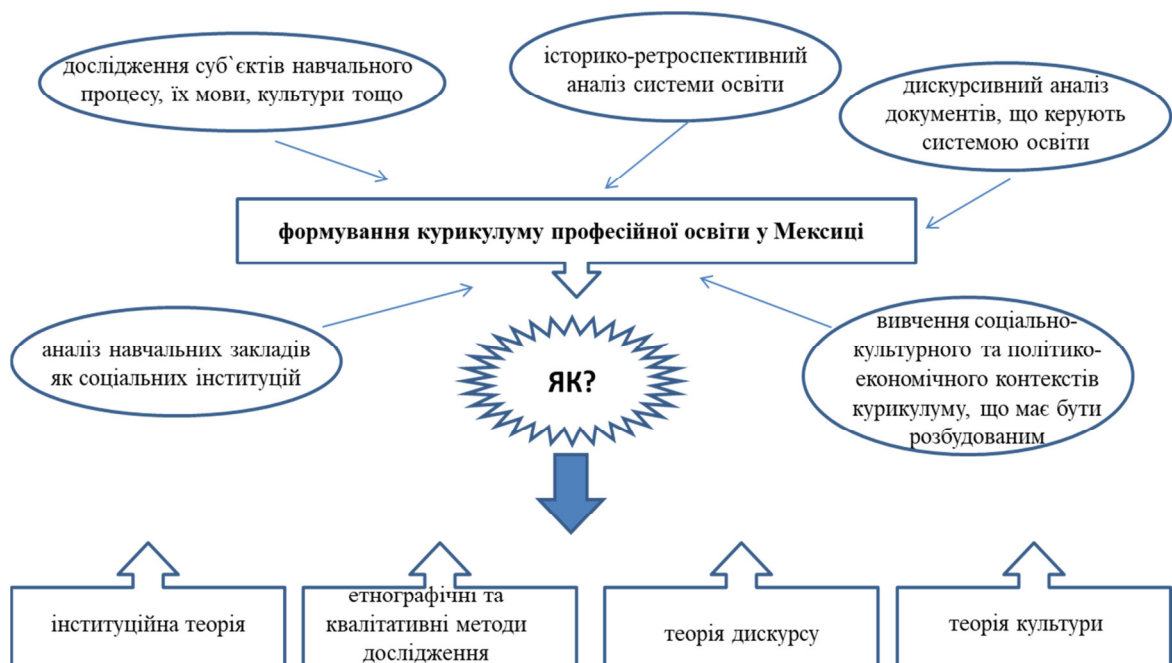 дослідження суб`єктів навчального
процесу, їх мови, культури тощо
історико-ретроспективний
аналіз системи освіти
дискурсивний аналіз
документів, що керують
системою освіти
формування курикулуму професійної освіти у Мексиці
аналіз навчальних закладів
як соціальних інституцій
ЯК?
вивчення соціально-
культурного та політико-
економічного контекстів
курикулуму, що має бути
розбудованим
інституційна теорія
етнографічні та
квалітативні методи
дослідження
теорія дискурсу
теорія культури